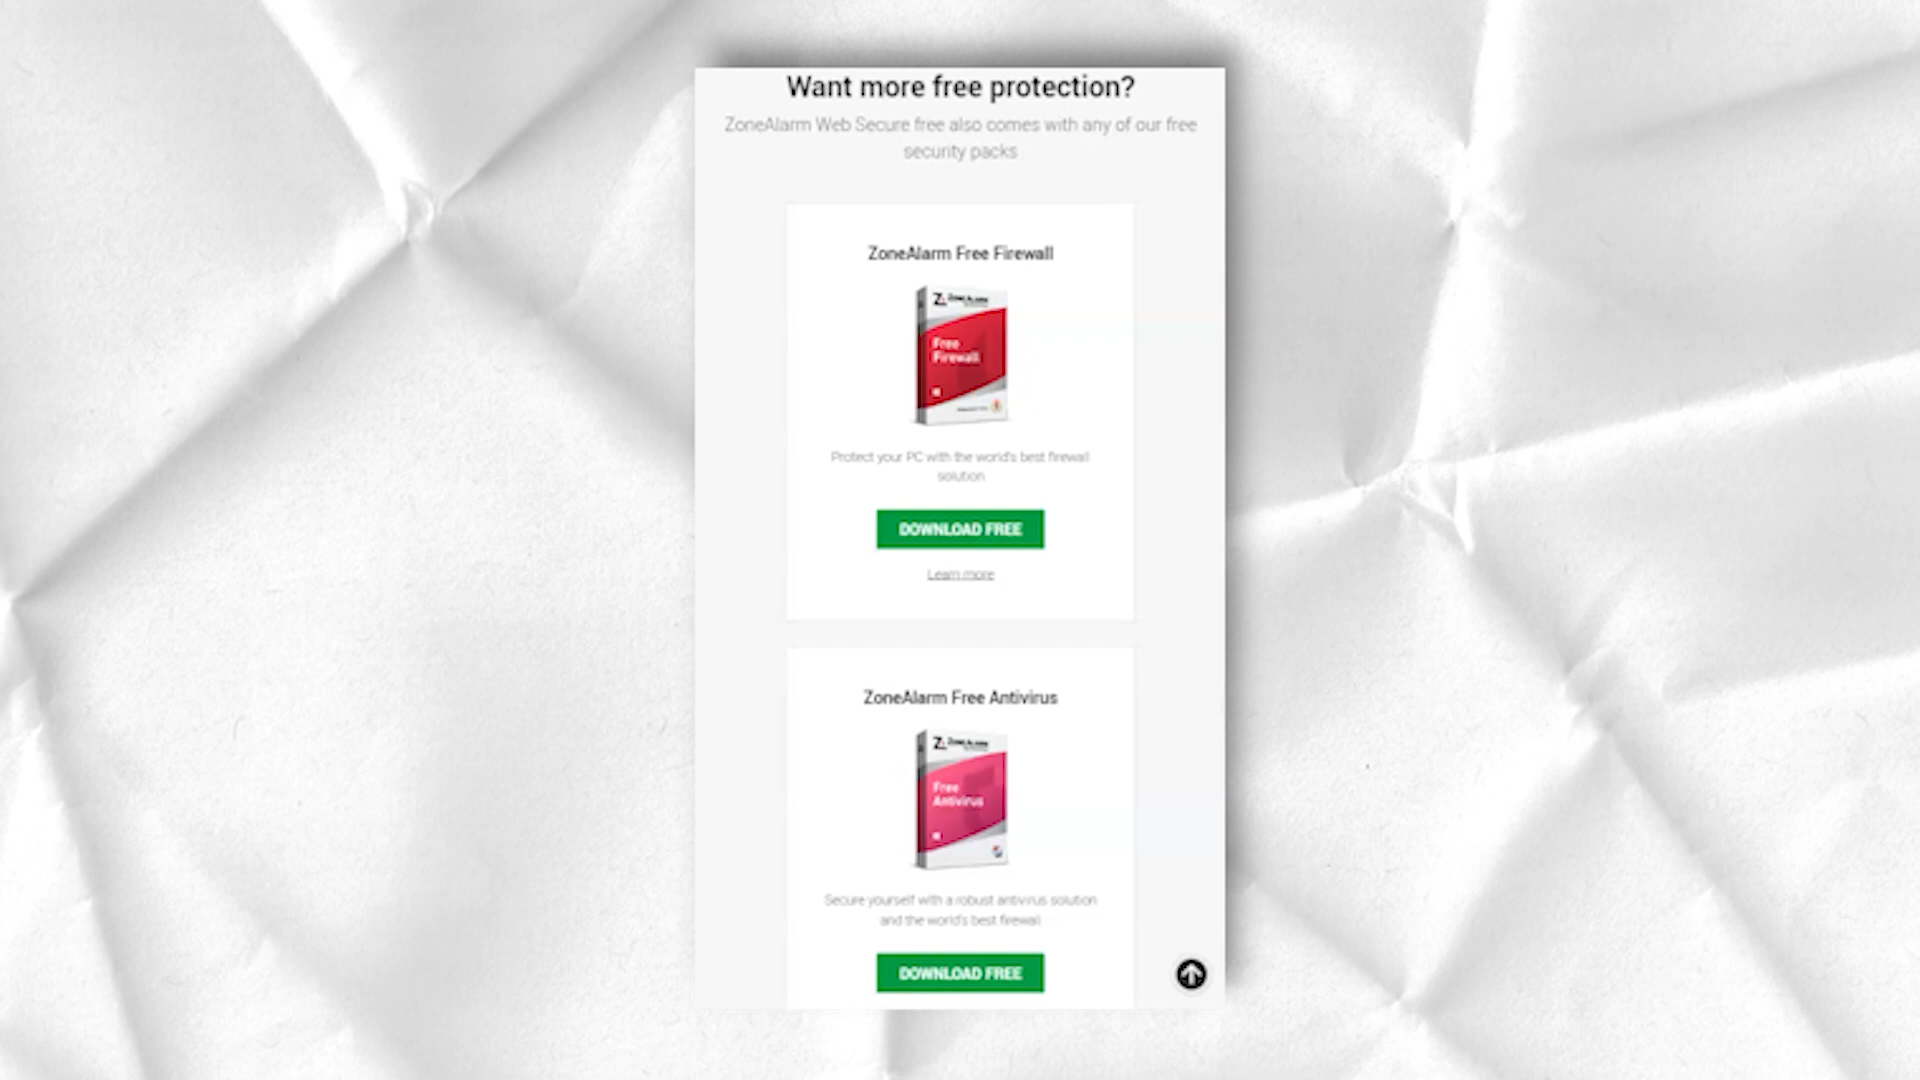 Want more free protection?
ZoneAlarm Web Secure free also comes with any of our free
security packs
ZoneAlarm Free Firewall
ZONEALARM
Free
Firewall
Protect your PC with the world's best firewall
solution
DOWNLOAD FREE
Learn more
ZoneAlarm Free Antivirus
ZONEALARM
Free
Antivirus
Secure yourself with a robust antivirus solution
and the world's best firewall
DOWNLOAD FREE